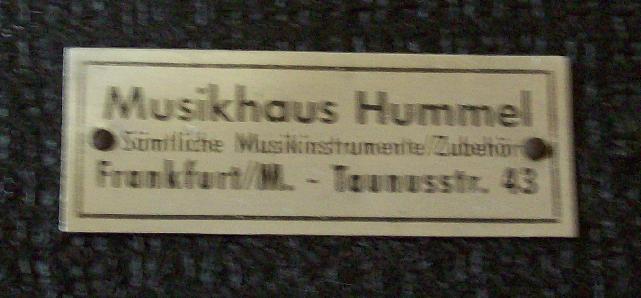 Musikhaus Hummel
Sämtliche Musikinstrumente/Zubehör
Frankfurt/M. - Taunusstr. 43